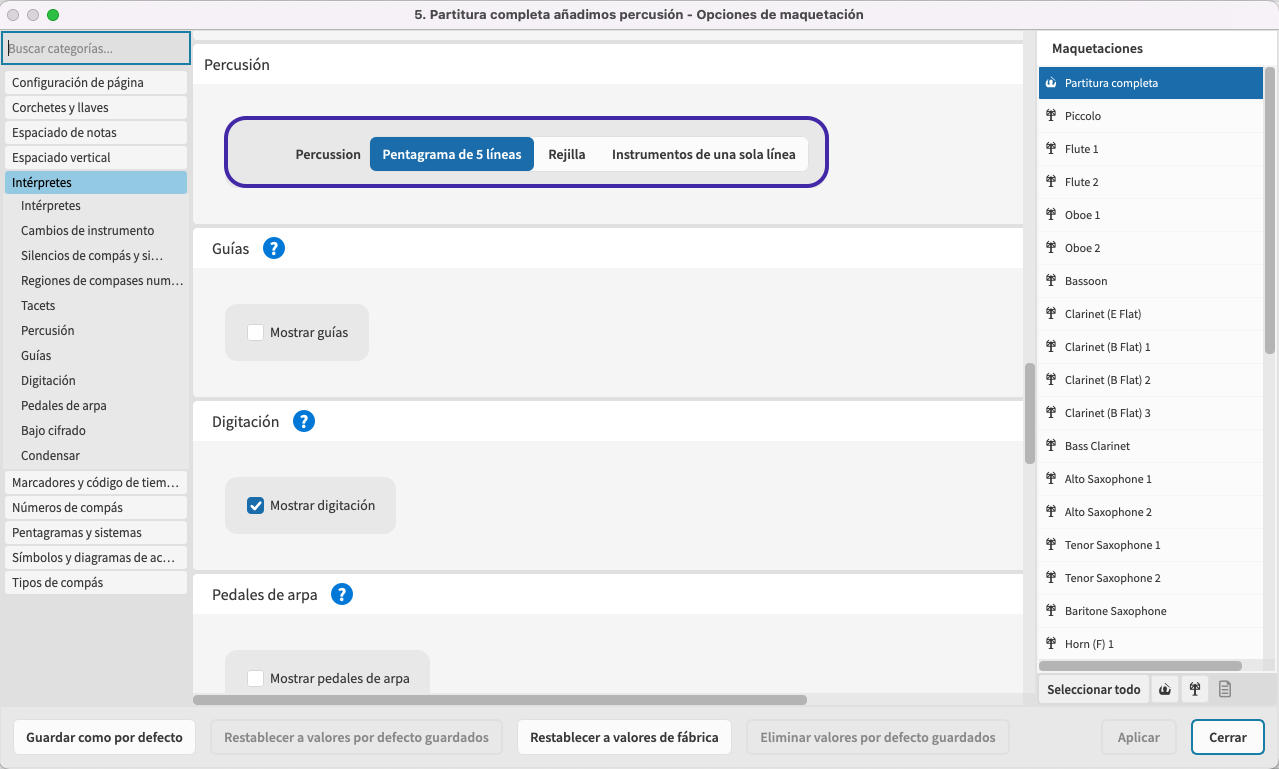 5. Partitura completa añadimos percusión - Opciones de maquetación
Buscar categorías...
Configuración de página
Corchetes y llaves
Espaciado de notas
Espaciado vertical
Intérpretes
Intérpretes
Cambios de instrumento
Silencios de compás y si...
Regiones de compases num...
Tacets
Percusión
Guías
Digitación
Pedales de arpa
Bajo cifrado
Condensar
Marcadores y código de tiem...
Números de compás
Pentagramas y sistemas
Símbolos y diagramas de ac...
Tipos de compás
Percusión
Percussion Pentagrama de 5 líneas Rejilla Instrumentos de una sola línea
Guías ?
Mostrar guías
Digitación ?
Mostrar digitación
Pedales de arpa ?
Mostrar pedales de arpa
Maquetaciones
Partitura completa
Piccolo
Flute 1
Flute 2
Oboe 1
Oboe 2
Bassoon
Clarinet (E Flat)
Clarinet (B Flat) 1
Clarinet (B Flat) 2
Clarinet (B Flat) 3
Bass Clarinet
Alto Saxophone 1
Alto Saxophone 2
Tenor Saxophone 1
Tenor Saxophone 2
Baritone Saxophone
Horn (F) 1
Seleccionar todo
Guardar como por defecto Restablecer a valores por defecto guardados Restablecer a valores de fábrica Eliminar valores por defecto guardados Aplicar Cerrar